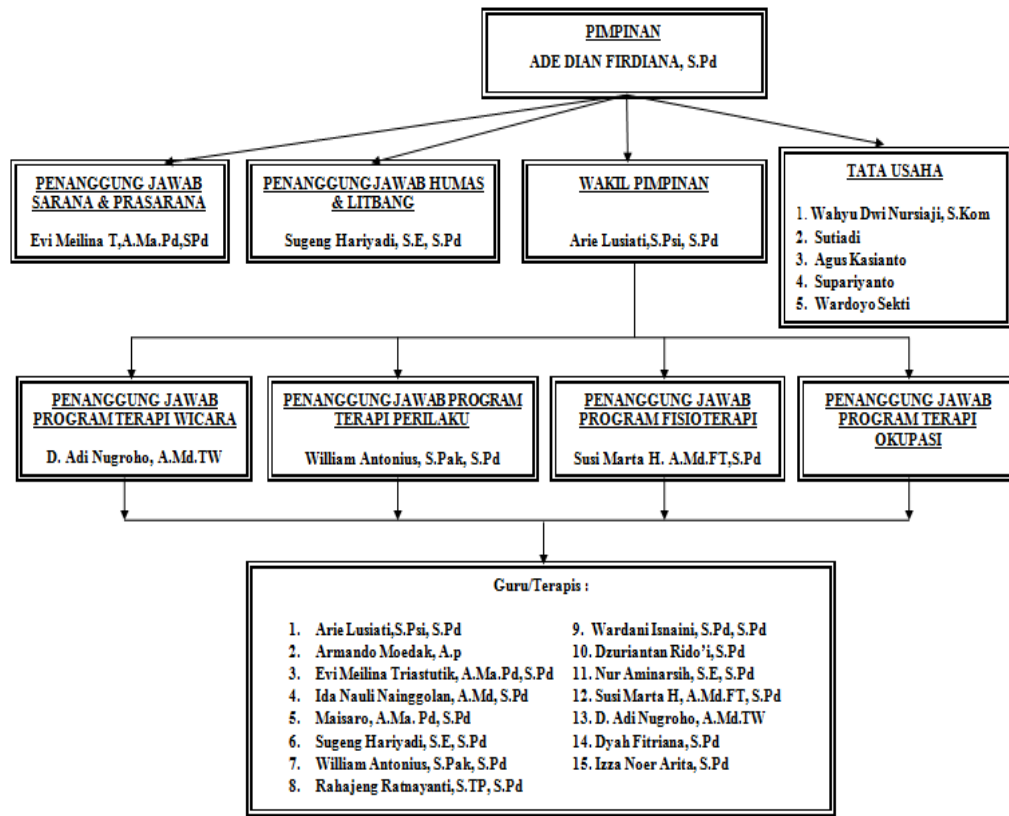 PIMPINAN
ADE DIAN FIRDIANA, S.Pd
PENANGGUNG JAWAB
SARANA & PRASARANA
Evi Meilina T,A.Ma.Pd,SPd
PENANGGUNG JAWAB HUMAS
& LITBANG
Sugeng Hariyadi, S.E, S.Pd
WAKIL PIMPINAN
Arie Lusiati,S.Psi, S.Pd
TATA USAHA
1. Wahyu Dwi Nursiaji, S.Kom
2. Sutiadi
3. Agus Kasianto
4. Supariyanto
5. Wardoyo Sekti
PENANGGUNG JAWAB
PROGRAM TERAPI WICARA
D. Adi Nugroho, A.Md.TW
PENANGGUNG JAWAB PROGRAM
TERAPI PERILAKU
William Antonius, S.Pak, S.Pd
PENANGGUNG JAWAB
PROGRAM FISIOTERAPI
Susi Marta H. A.Md.FT,S.Pd
PENANGGUNG JAWAB
PROGRAM TERAPI
OKUPASI
Guru/Terapis :
1. Arie Lusiati,S.Psi, S.Pd
2. Armando Moedak, A.p
3. Evi Meilina Triastutik, A.Ma.Pd,S.Pd
4. Ida Nauli Nainggolan, A.Md, S.Pd
5. Maisaro, A.Ma. Pd, S.Pd
6. Sugeng Hariyadi, S.E, S.Pd
7. William Antonius, S.Pak, S.Pd
8. Rahajeng Ratnayanti, S.TP, S.Pd
9. Wardani Isnaini, S.Pd, S.Pd
10. Dzuriantan Rido'i, S.Pd
11. Nur Aminarsih, S.E, S.Pd
12. Susi Marta H, A.Md.FT, S.Pd
13. D. Adi Nugroho, A.Md.TW
14. Dyah Fitriana, S.Pd
15. Izza Noer Arita, S.Pd